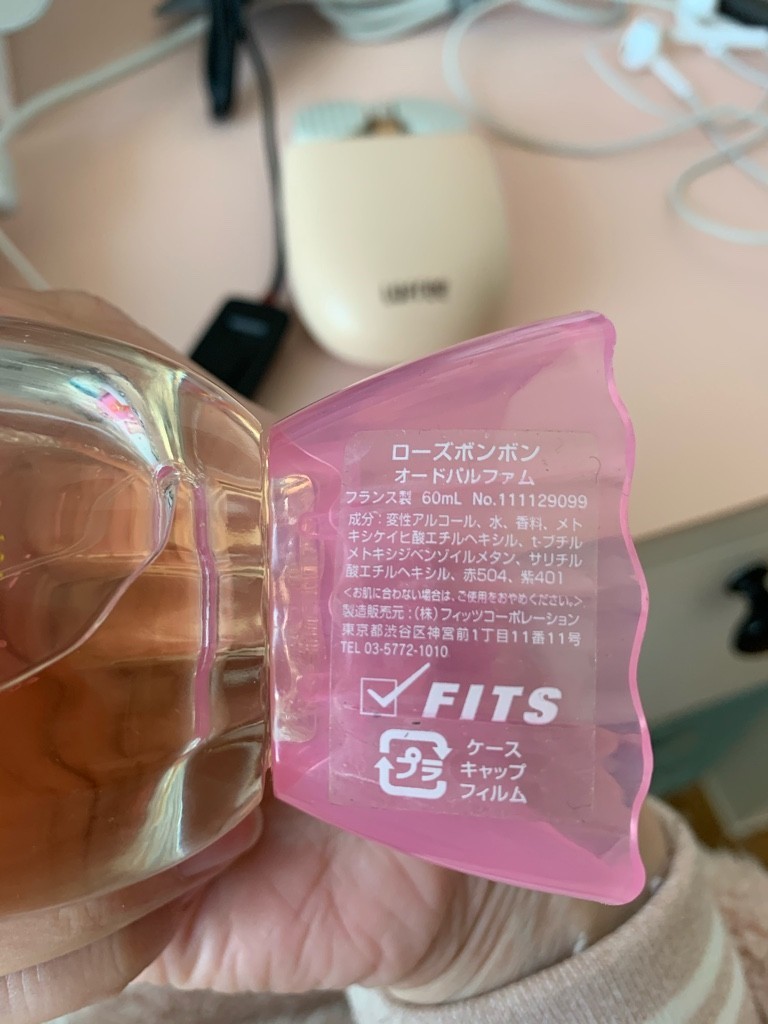 ローズボンボン
オードパルファム
フランス製 60mL No.111129099
成分：変性アルコール、水、香料、メト
キシケイヒ酸エチルヘキシル、t-ブチル
メトキシジベンゾイルメタン、サリチル
酸エチルヘキシル、赤504、紫401
＜お肌に合わない場合は、ご使用をおやめください。＞
製造販売元：(株)フィッツコーポレーション
東京都渋谷区神宮前1丁目11番11号
TEL 03-5772-1010
FITS
プラ
ケース
キャップ
フィルム